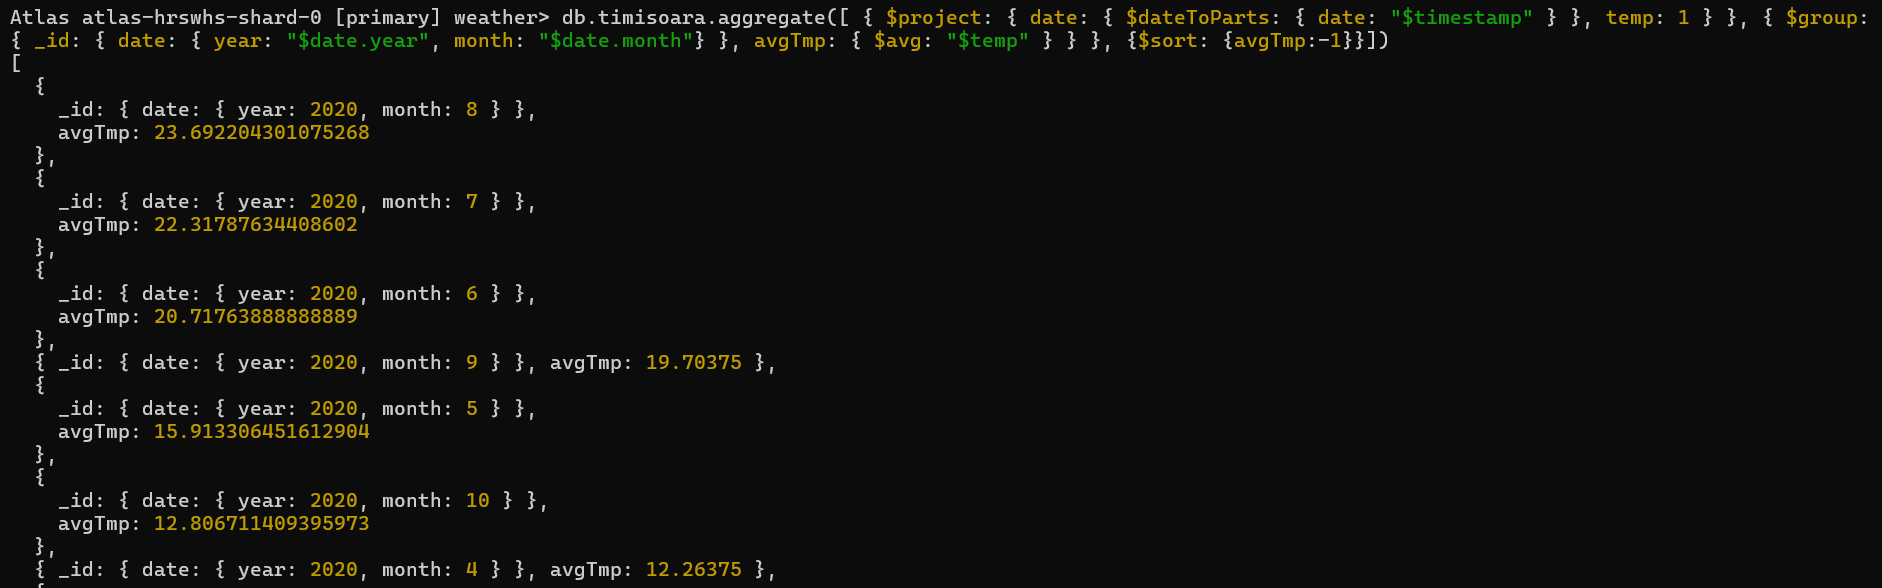 Atlas atlas-hrswhs-shard-0 [primary] weather> db.timisoara.aggregate([ { $project: { date: { $dateToParts: { date: "$timestamp" } }, temp: 1 } }, { $group:
{ _id: { date: { year: "$date.year", month: "$date.month"} }, avgTmp: { $avg: "$temp" } } }, {$sort: {avgTmp:-1}}])
[
  {
    _id: { date: { year: 2020, month: 8 } },
    avgTmp: 23.692204301075268
  },
  {
    _id: { date: { year: 2020, month: 7 } },
    avgTmp: 22.31787634408602
  },
  {
    _id: { date: { year: 2020, month: 6 } },
    avgTmp: 20.71763888888889
  },
  { _id: { date: { year: 2020, month: 9 } }, avgTmp: 19.70375 },
  {
    _id: { date: { year: 2020, month: 5 } },
    avgTmp: 15.913306451612904
  },
  {
    _id: { date: { year: 2020, month: 10 } },
    avgTmp: 12.806711409395973
  },
  { _id: { date: { year: 2020, month: 4 } }, avgTmp: 12.26375 },